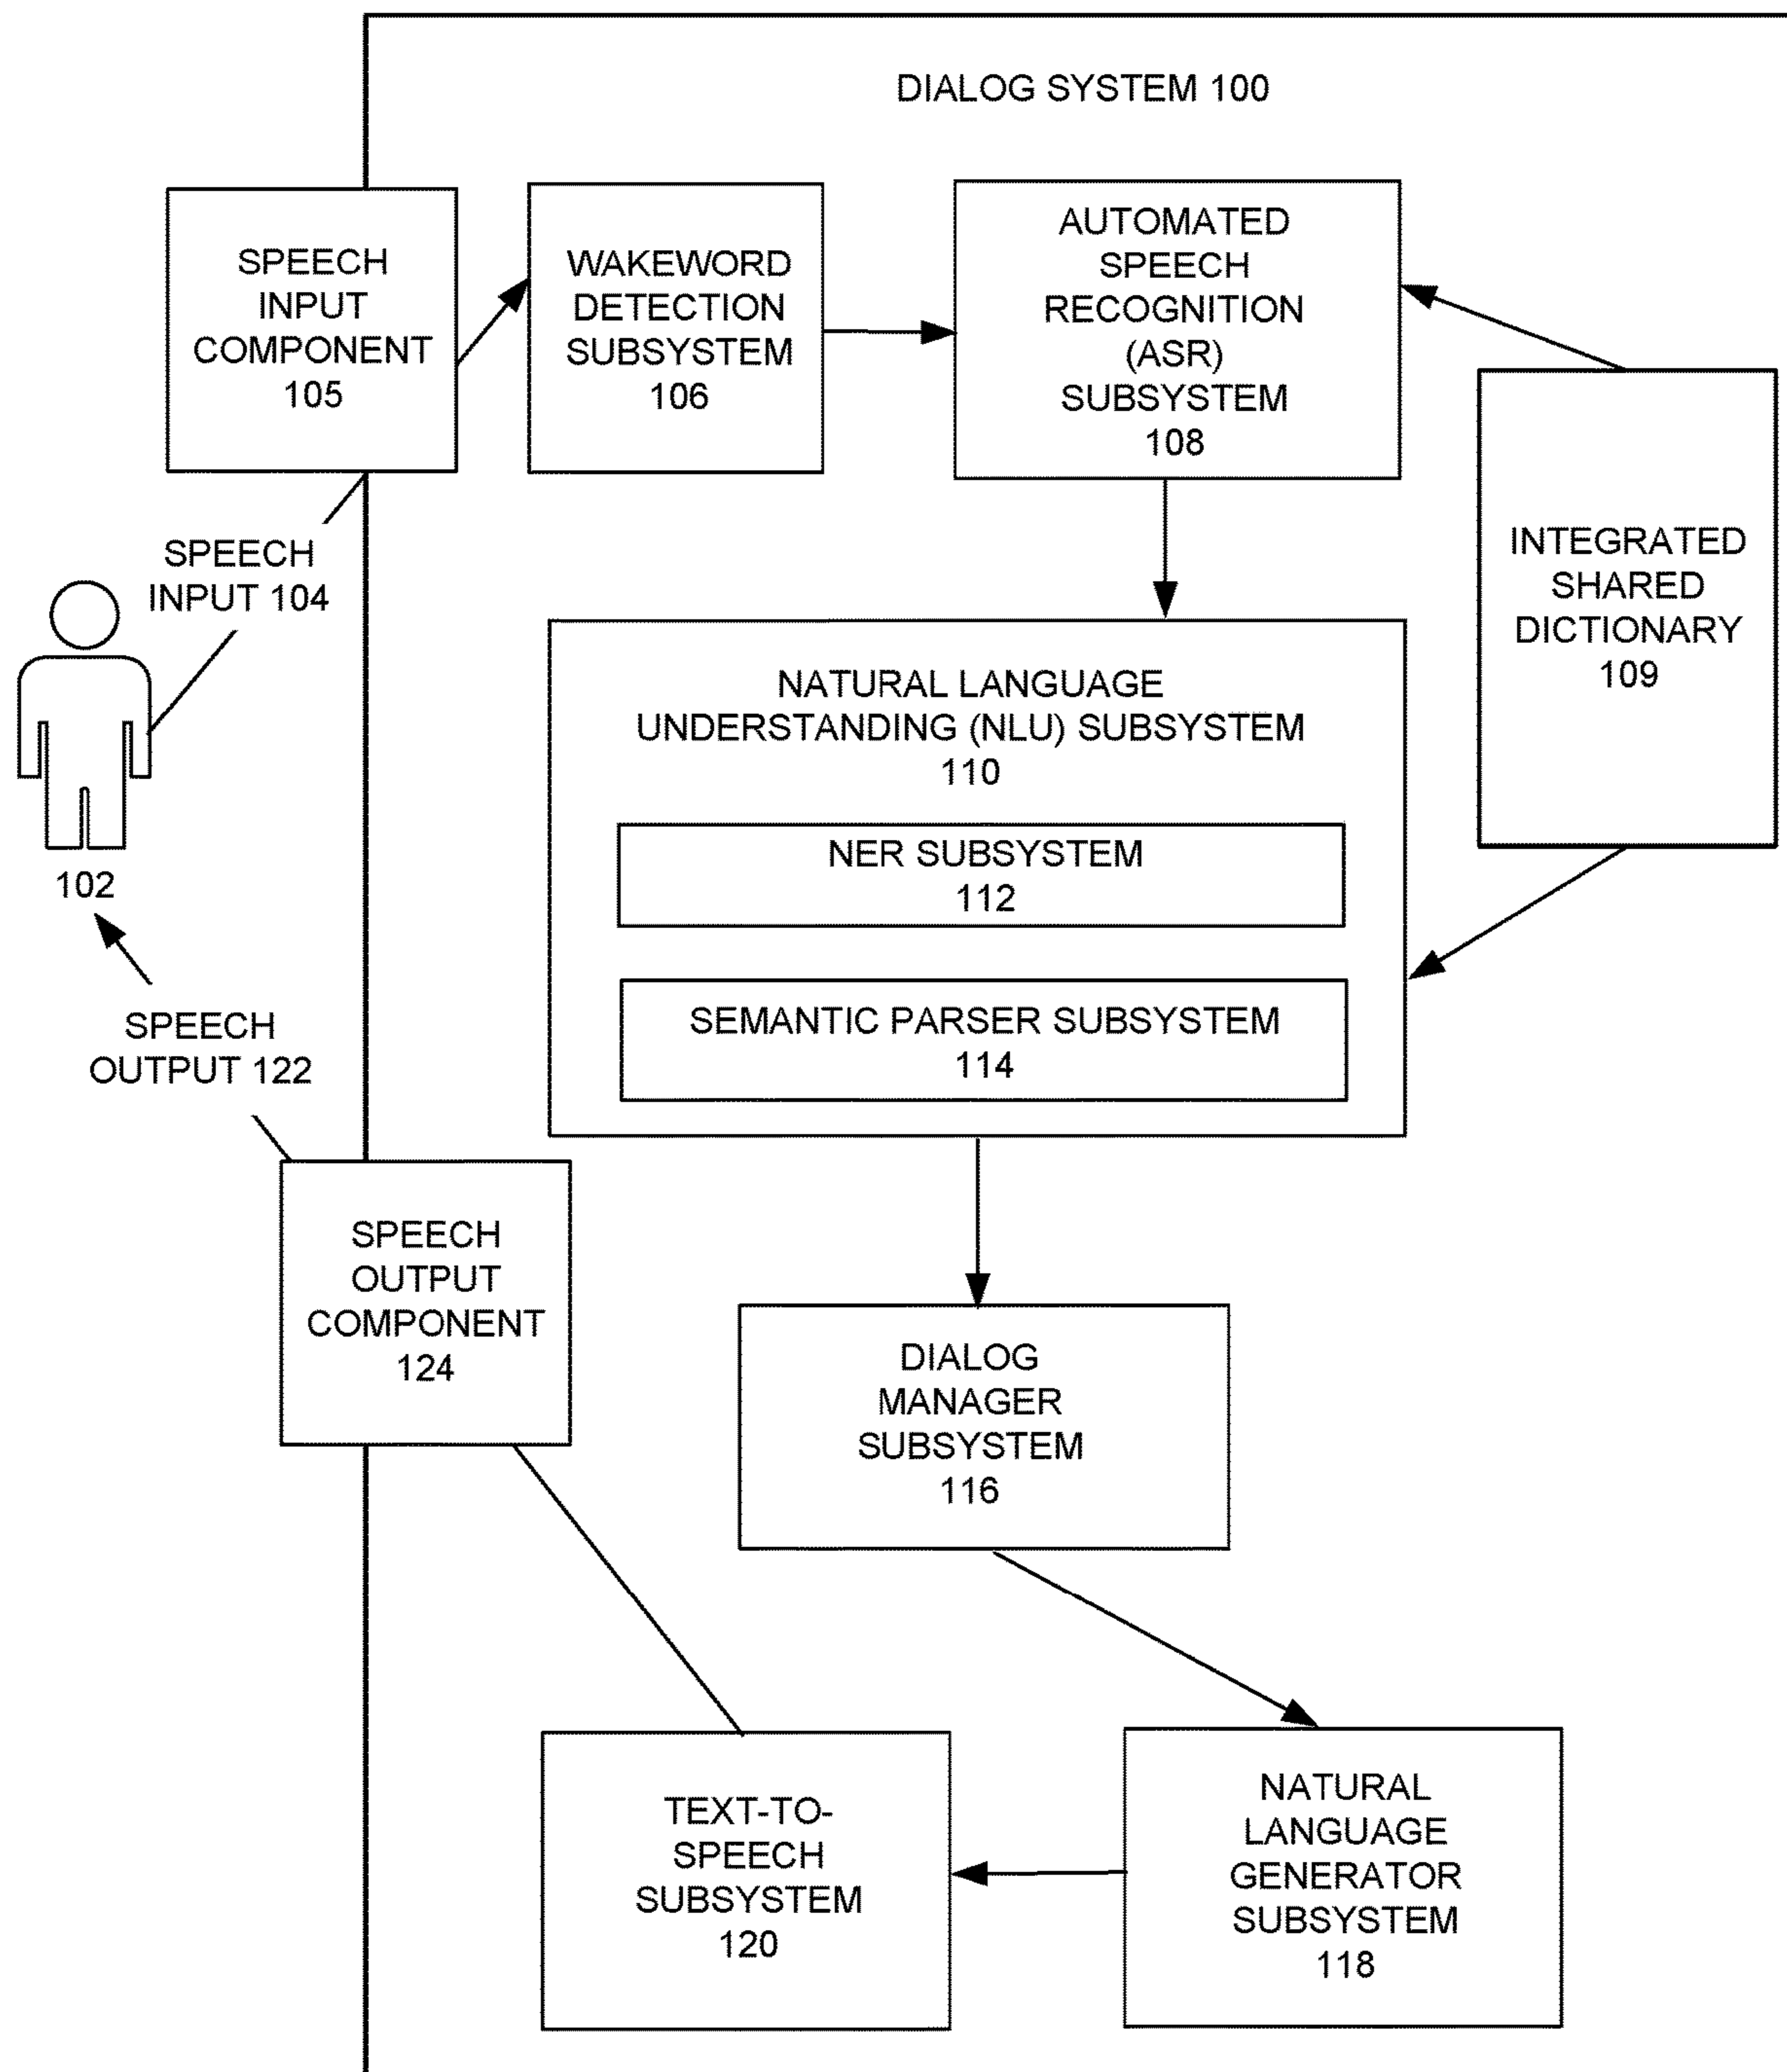 DIALOG SYSTEM 100
SPEECH
INPUT
COMPONENT
105
WAKEWORD
DETECTION
SUBSYSTEM
106
AUTOMATED
SPEECH
RECOGNITION
(ASR)
SUBSYSTEM
108
INTEGRATED
SHARED
DICTIONARY
109
SPEECH
INPUT 104
102
NATURAL LANGUAGE
UNDERSTANDING (NLU) SUBSYSTEM
110
NER SUBSYSTEM
112
SEMANTIC PARSER SUBSYSTEM
114
SPEECH
OUTPUT 122
SPEECH
OUTPUT
COMPONENT
124
DIALOG
MANAGER
SUBSYSTEM
116
TEXT-TO-
SPEECH
SUBSYSTEM
120
NATURAL
LANGUAGE
GENERATOR
SUBSYSTEM
118